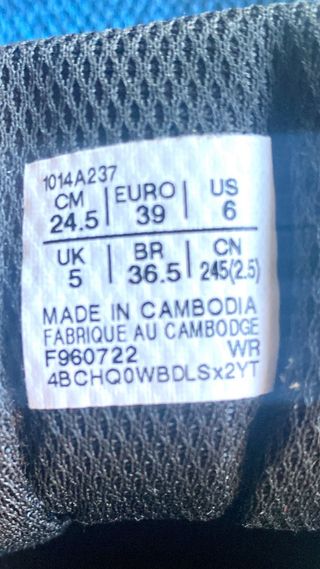 1014A237
CM EURO US
24.5 39 6
UK BR CN
5 36.5 245(2.5)
MADE IN CAMBODIA
FABRIQUE AU CAMBODGE
F960722 WR
4BCHQ0WBDLSx2YT